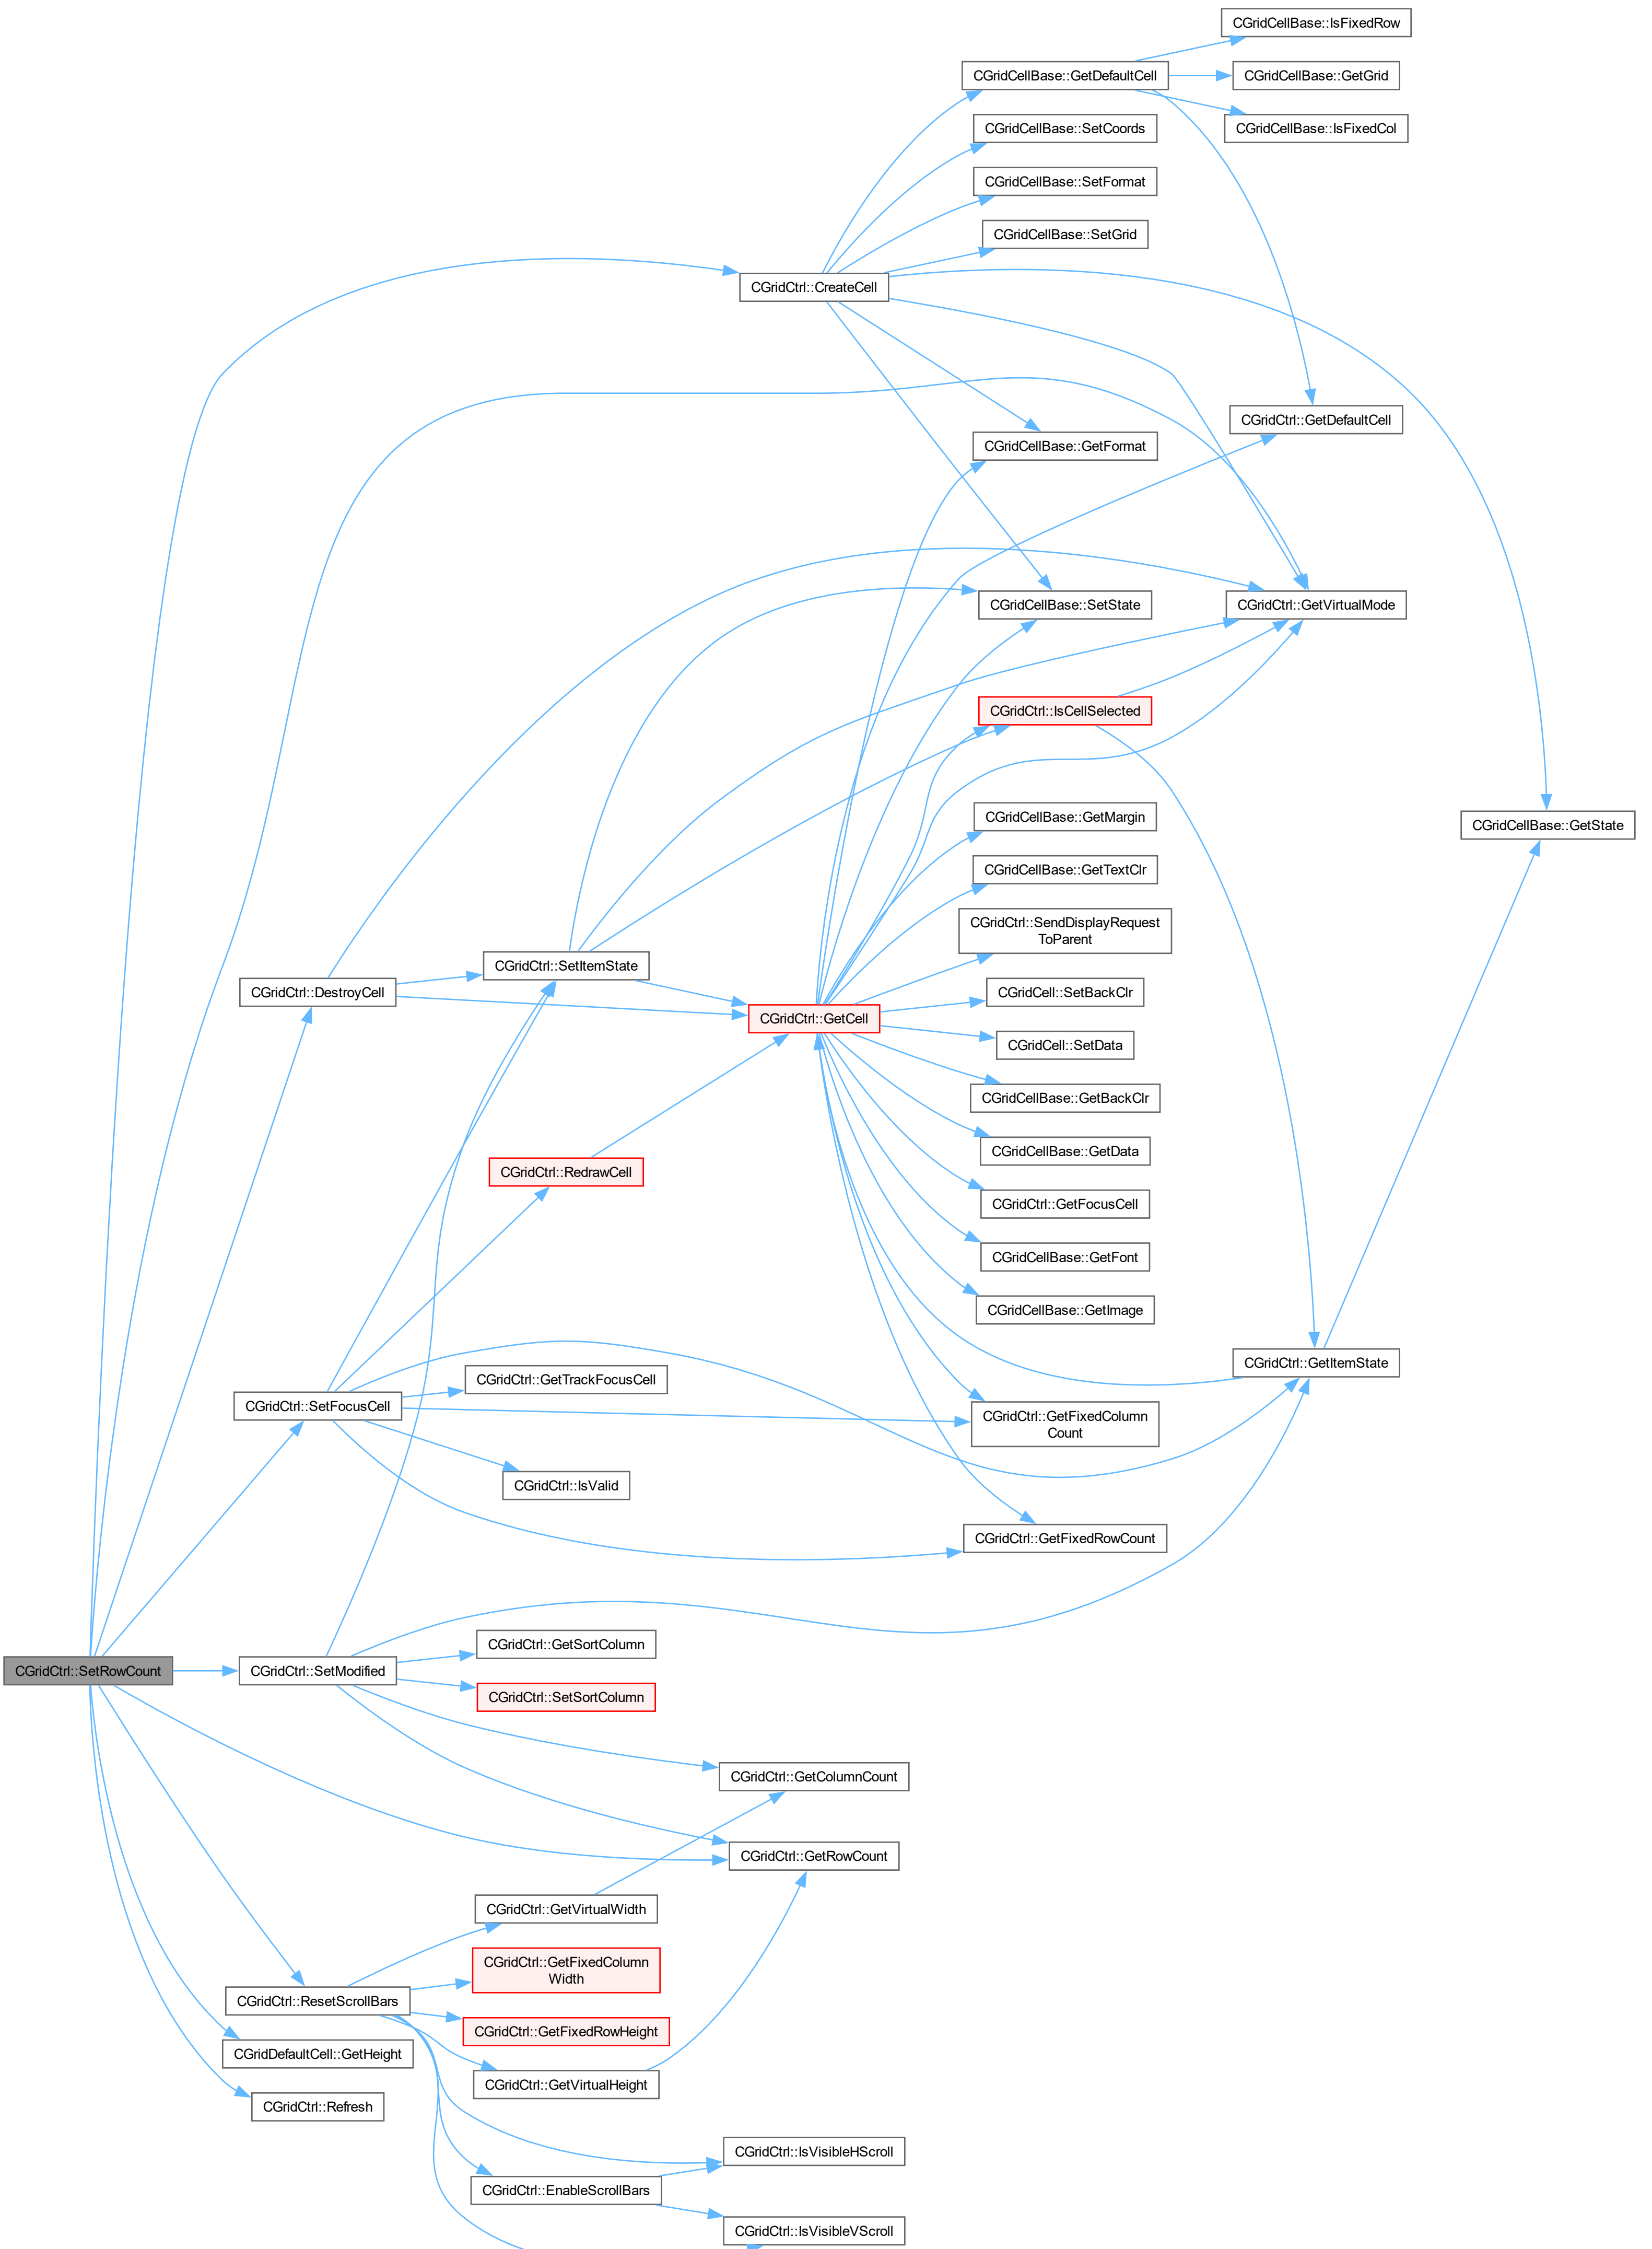 CGridCellBase::IsFixedRow
CGridCellBase::GetDefaultCell
CGridCellBase::GetGrid
CGridCellBase::SetCoords
CGridCellBase::IsFixedCol
CGridCellBase::SetFormat
CGridCellBase::SetGrid
CGridCtrl::CreateCell
CGridCtrl::GetDefaultCell
CGridCellBase::GetFormat
CGridCellBase::SetState
CGridCtrl::GetVirtualMode
CGridCtrl::IsCellSelected
CGridCellBase::GetMargin
CGridCellBase::GetState
CGridCellBase::GetTextClr
CGridCtrl::SendDisplayRequest
ToParent
CGridCtrl::SetItemState
CGridCtrl::DestroyCell
CGridCell::SetBackClr
CGridCtrl::GetCell
CGridCell::SetData
CGridCellBase::GetBackClr
CGridCellBase::GetData
CGridCtrl::RedrawCell
CGridCtrl::GetFocusCell
CGridCellBase::GetFont
CGridCellBase::GetImage
CGridCtrl::GetItemState
CGridCtrl::GetTrackFocusCell
CGridCtrl::SetFocusCell
CGridCtrl::GetFixedColumn
Count
CGridCtrl::IsValid
CGridCtrl::GetFixedRowCount
CGridCtrl::GetSortColumn
CGridCtrl::SetRowCount
CGridCtrl::SetModified
CGridCtrl::SetSortColumn
CGridCtrl::GetColumnCount
CGridCtrl::GetRowCount
CGridCtrl::GetVirtualWidth
CGridCtrl::GetFixedColumn
Width
CGridCtrl::ResetScrollBars
CGridCtrl::GetFixedRowHeight
CGridDefaultCell::GetHeight
CGridCtrl::GetVirtualHeight
CGridCtrl::Refresh
CGridCtrl::IsVisibleHScroll
CGridCtrl::EnableScrollBars
CGridCtrl::IsVisibleVScroll